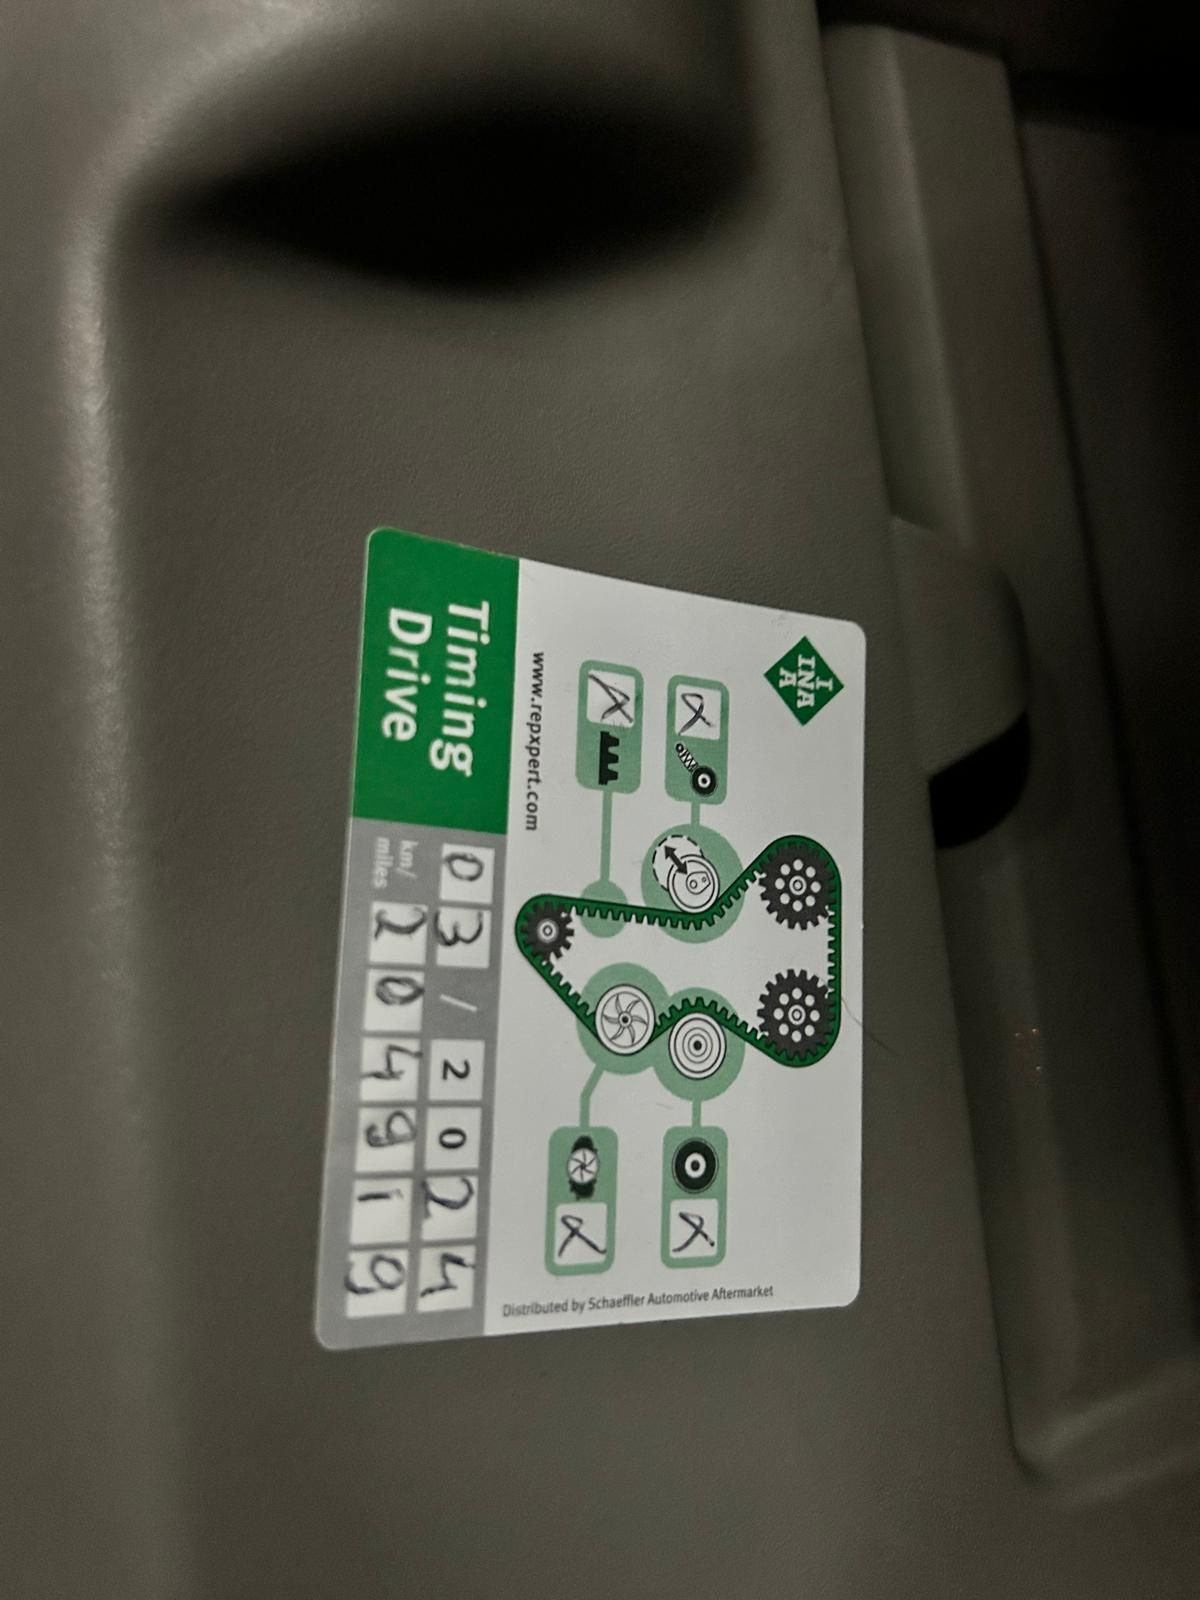 I
INA
A
www.repxpert.com
Distributed by Schaeffler Automotive Aftermarket
Timing
Drive
03/2024
km/
miles
204919